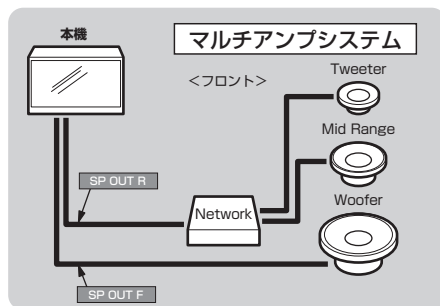 本機
マルチアンプシステム
<フロント>
Tweeter
Mid Range
SP OUT R
Network
Woofer
SP OUT F